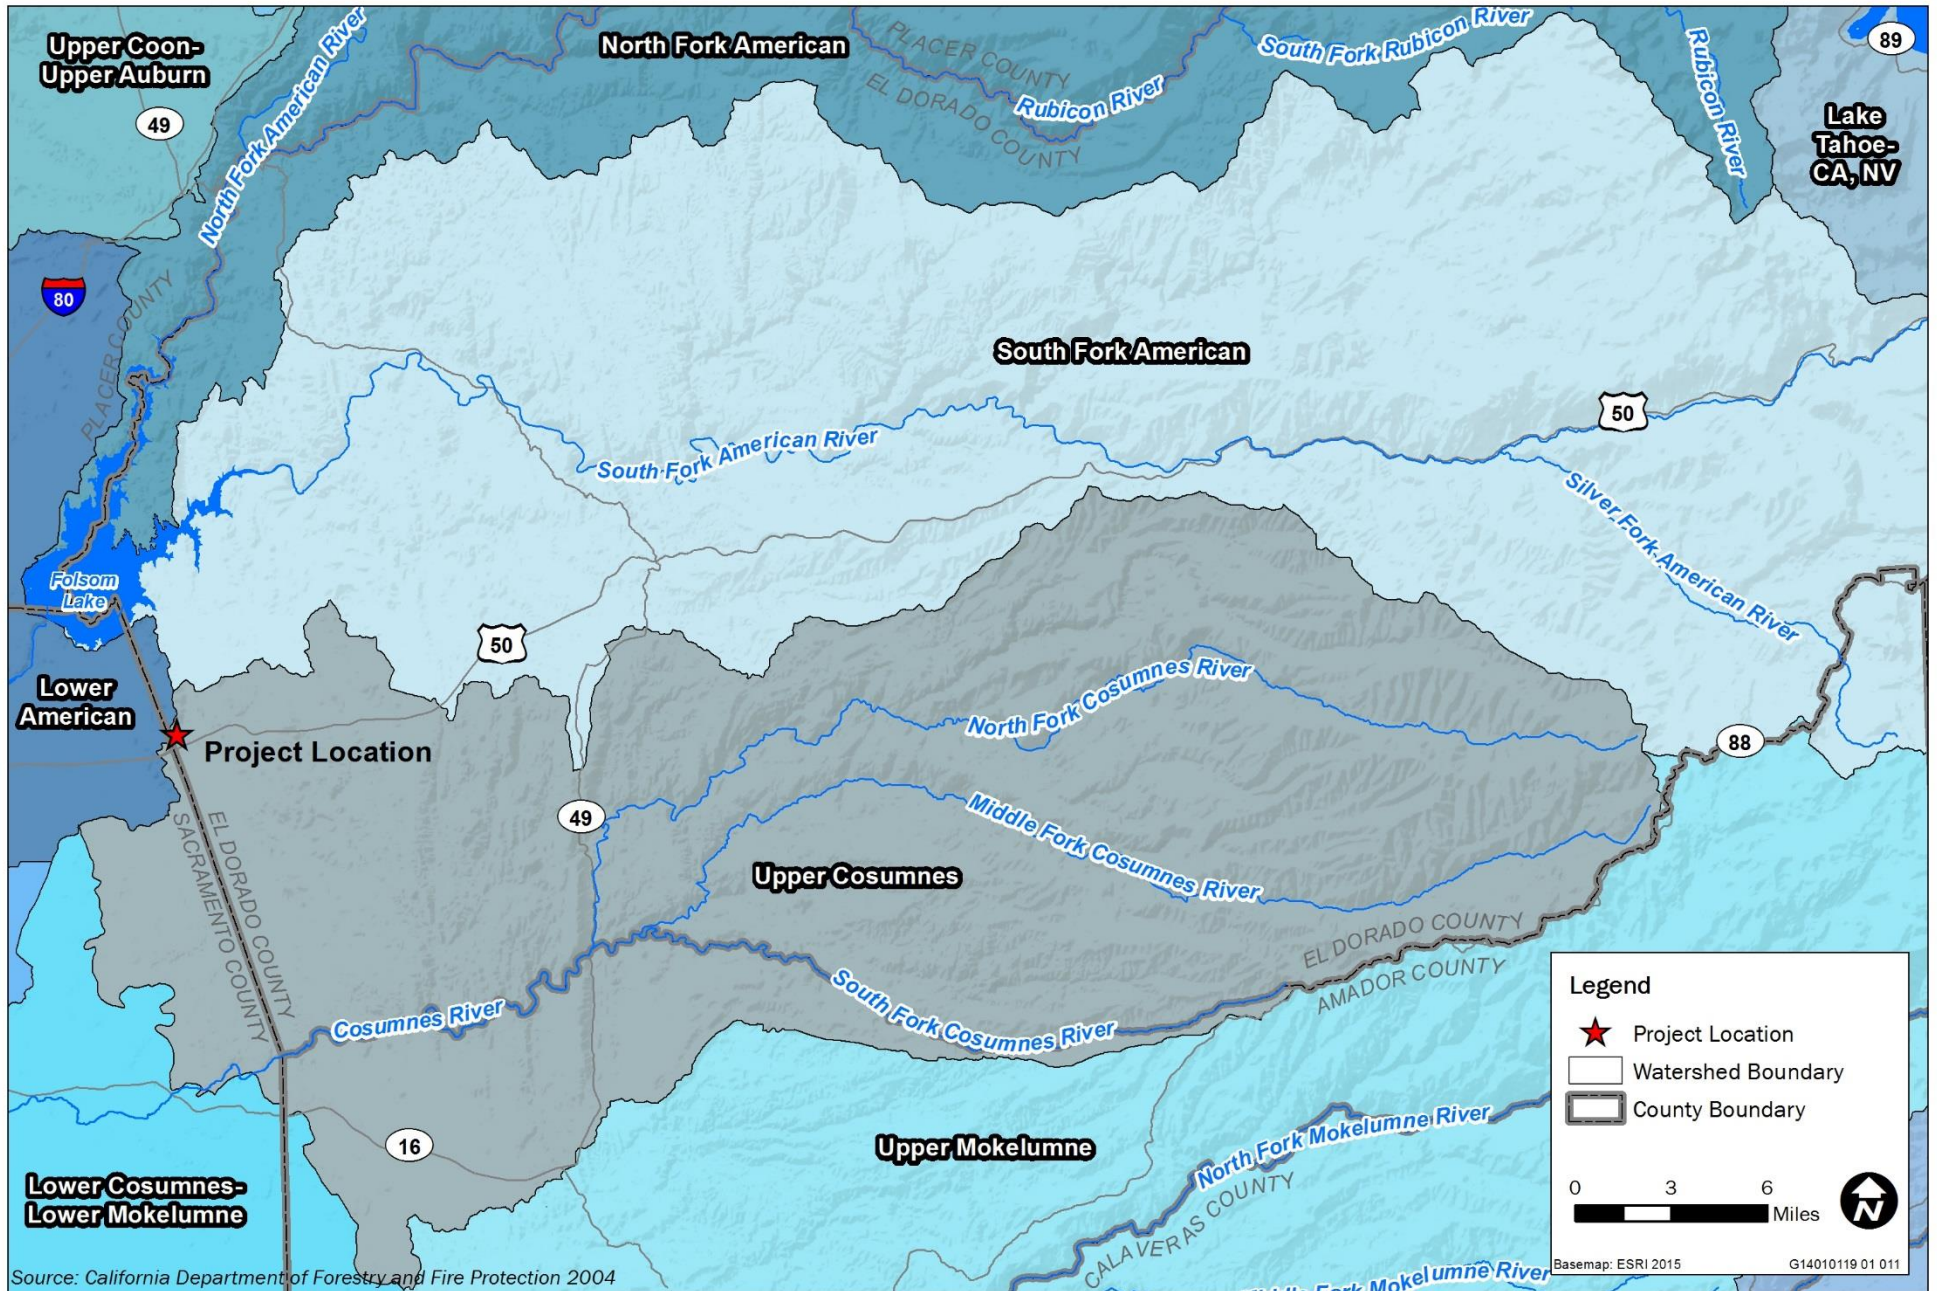 Upper Coon-
Upper Auburn
49
North Fork American River
North Fork American
PLACER COUNTY
EL DORADO COUNTY
Rubicon River
South Fork Rubicon River
Rubicon River
89
Lake
Tahoe-
CA, NV
80
PLACER COUNTY
South Fork American
50
South Fork American River
Silver Fork American River
Folsom
Lake
50
Lower
American
Project Location
North Fork Cosumnes River
88
49
Middle Fork Cosumnes River
EL DORADO COUNTY
SACRAMENTO COUNTY
Upper Cosumnes
EL DORADO COUNTY
AMADOR COUNTY
Cosumnes River
South Fork Cosumnes River
16
Upper Mokelumne
North Fork Mokelumne River
CALAVERAS COUNTY
Lower Cosumnes-
Lower Mokelumne
Fork Mokelumne River
Legend
Project Location
Watershed Boundary
County Boundary
0 3 6
Miles
N
Source: California Department of Forestry and Fire Protection 2004
Basemap: ESRI 2015
G14010119 01 011